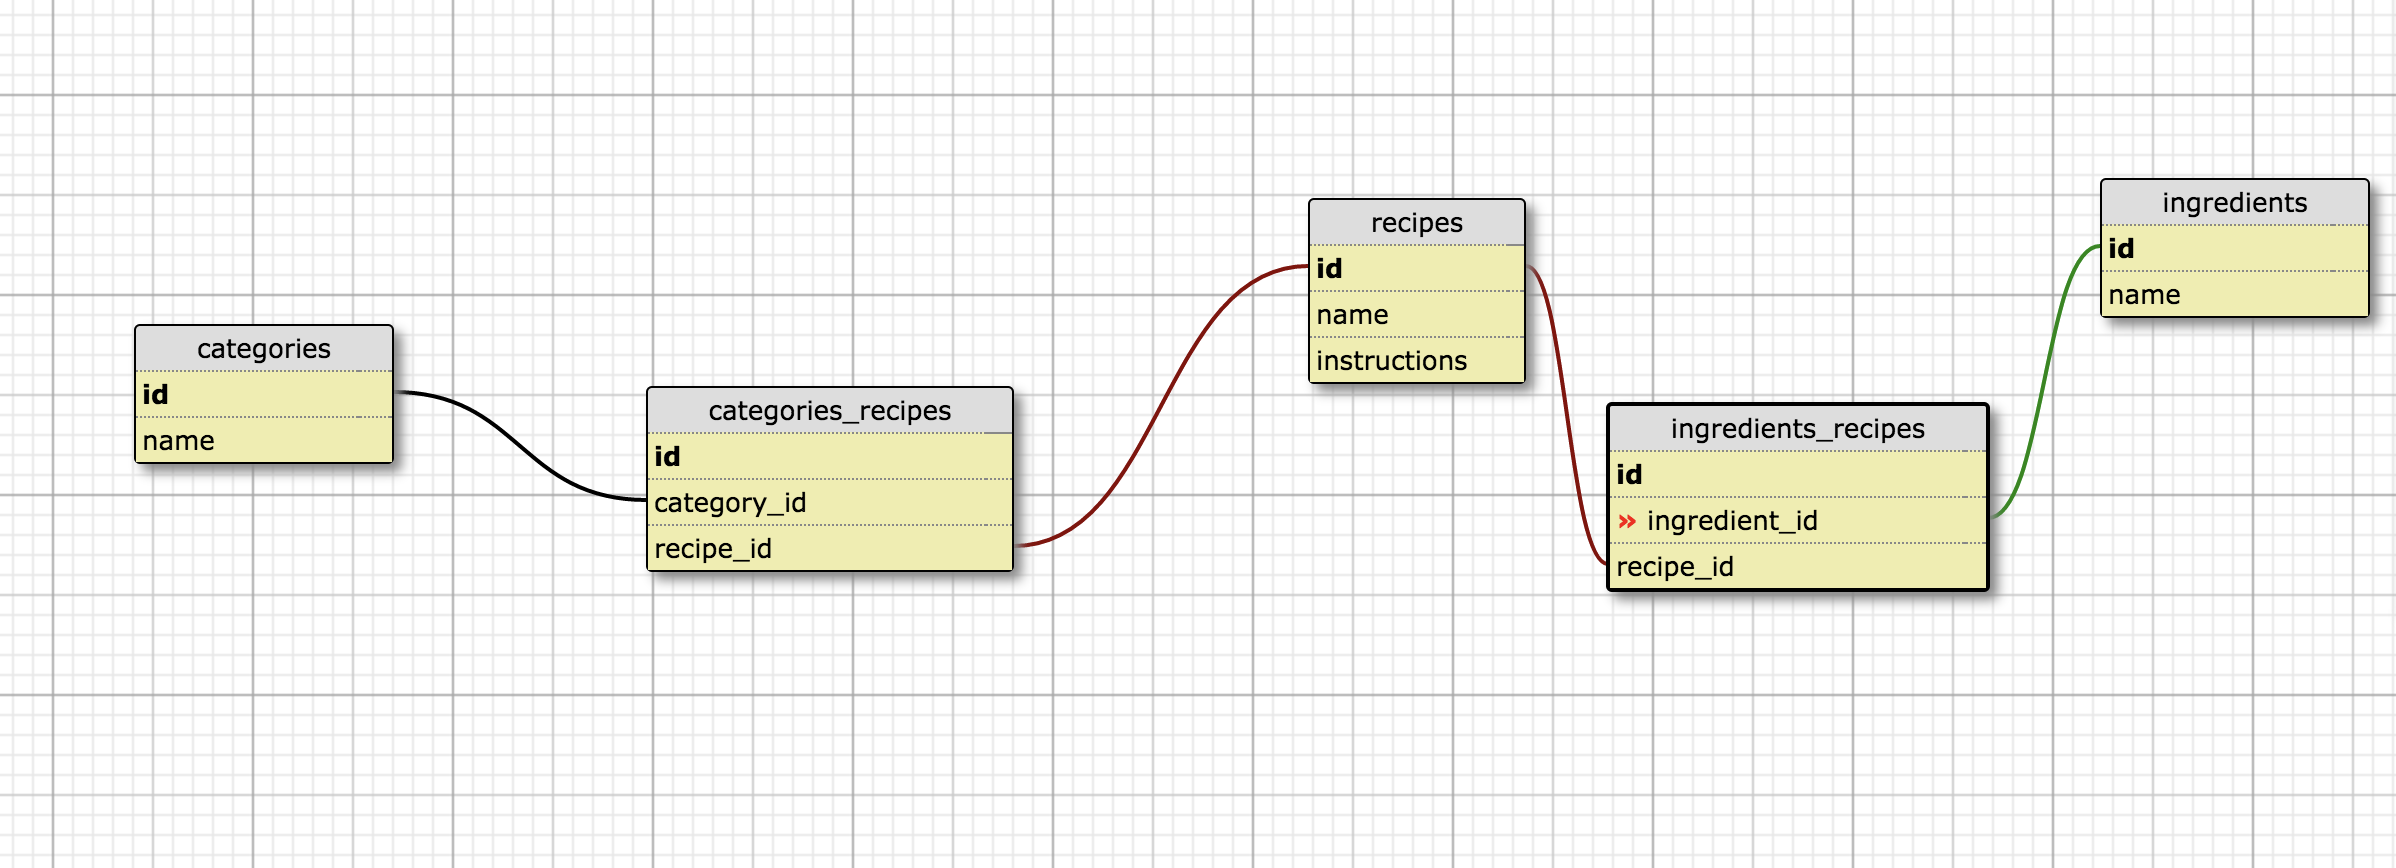 categories
id
name
categories_recipes
id
category_id
recipe_id
recipes
id
name
instructions
ingredients_recipes
id
» ingredient_id
recipe_id
ingredients
id
name